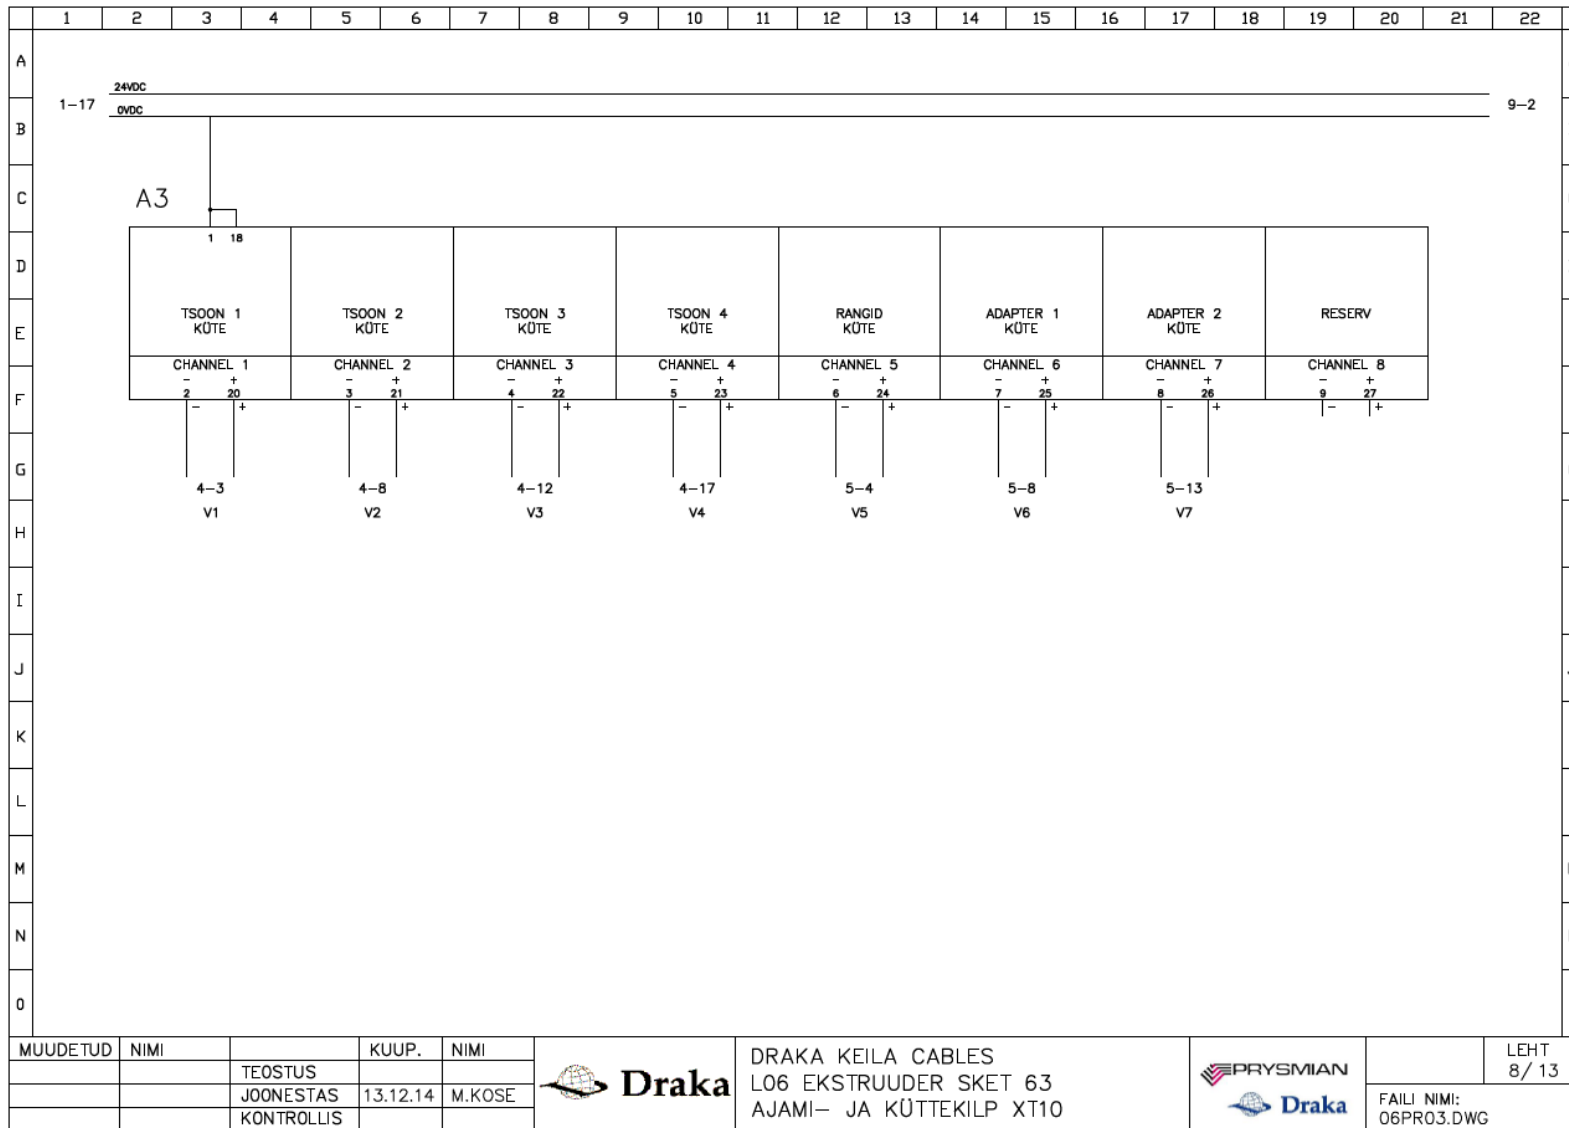 1 2 3 4 5 6 7 8 9 10 11 12 13 14 15 16 17 18 19 20 21 22
A
24VDC
1-17 0VDC 9-2
B
C
A3
1 18
D
TSOON 1 TSOON 2 TSOON 3 TSOON 4 RANGID ADAPTER 1 ADAPTER 2 RESERV
KÜTE KÜTE KÜTE KÜTE KÜTE KÜTE KÜTE
E
CHANNEL 1 CHANNEL 2 CHANNEL 3 CHANNEL 4 CHANNEL 5 CHANNEL 6 CHANNEL 7 CHANNEL 8
- + - + - + - + - + - + - + - +
2 20 3 21 4 22 5 23 6 24 7 25 8 26 9 27
F
- + - + - + - + - + - + - + - +
G
4-3 4-8 4-12 4-17 5-4 5-8 5-13
V1 V2 V3 V4 V5 V6 V7
H
I
J
K
L
M
N
O
MUUDETUD NIMI KUUP. NIMI
TEOSTUS
JOONESTAS 13.12.14 M.KOSE
KONTROLLIS
Draka
DRAKA KEILA CABLES
L06 EKSTRUUDER SKET 63
AJAMI- JA KÜTTEKILP XT10
PRYSMIAN
Draka
LEHT
8/13
FAILI NIMI:
06PR03.DWG